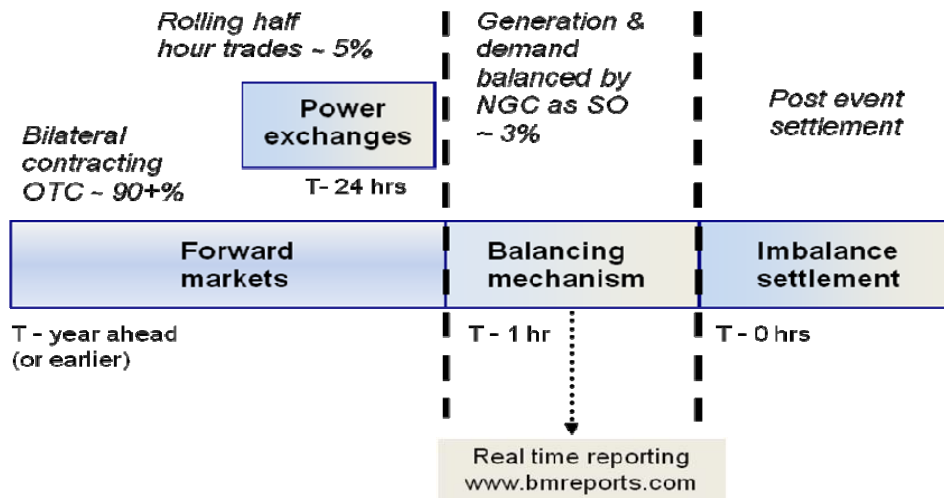 Rolling half
hour trades ~ 5%
Power
exchanges
T- 24 hrs
Bilateral
contracting
OTC ~ 90+%
Generation &
demand
balanced by
NGC as SO
~ 3%
Post event
settlement
Forward
markets
Balancing
mechanism
Imbalance
settlement
T - year ahead
(or earlier)
T - 1 hr
T - 0 hrs
Real time reporting
www.bmreports.com